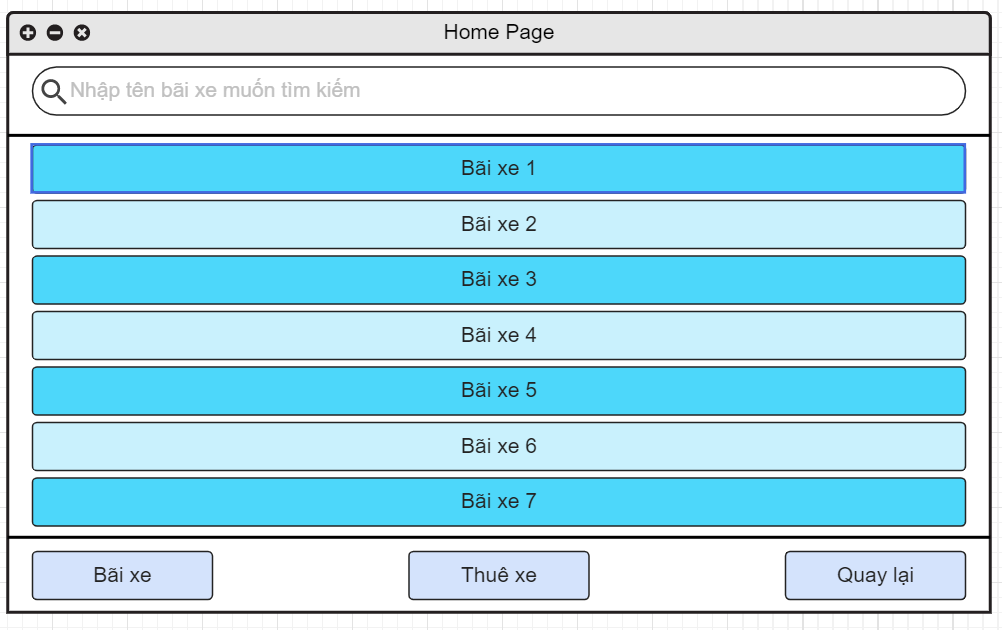 Home Page
Nhập tên bãi xe muốn tìm kiếm
Bãi xe 1
Bãi xe 2
Bãi xe 3
Bãi xe 4
Bãi xe 5
Bãi xe 6
Bãi xe 7
Bãi xe
Thuê xe
Quay lại